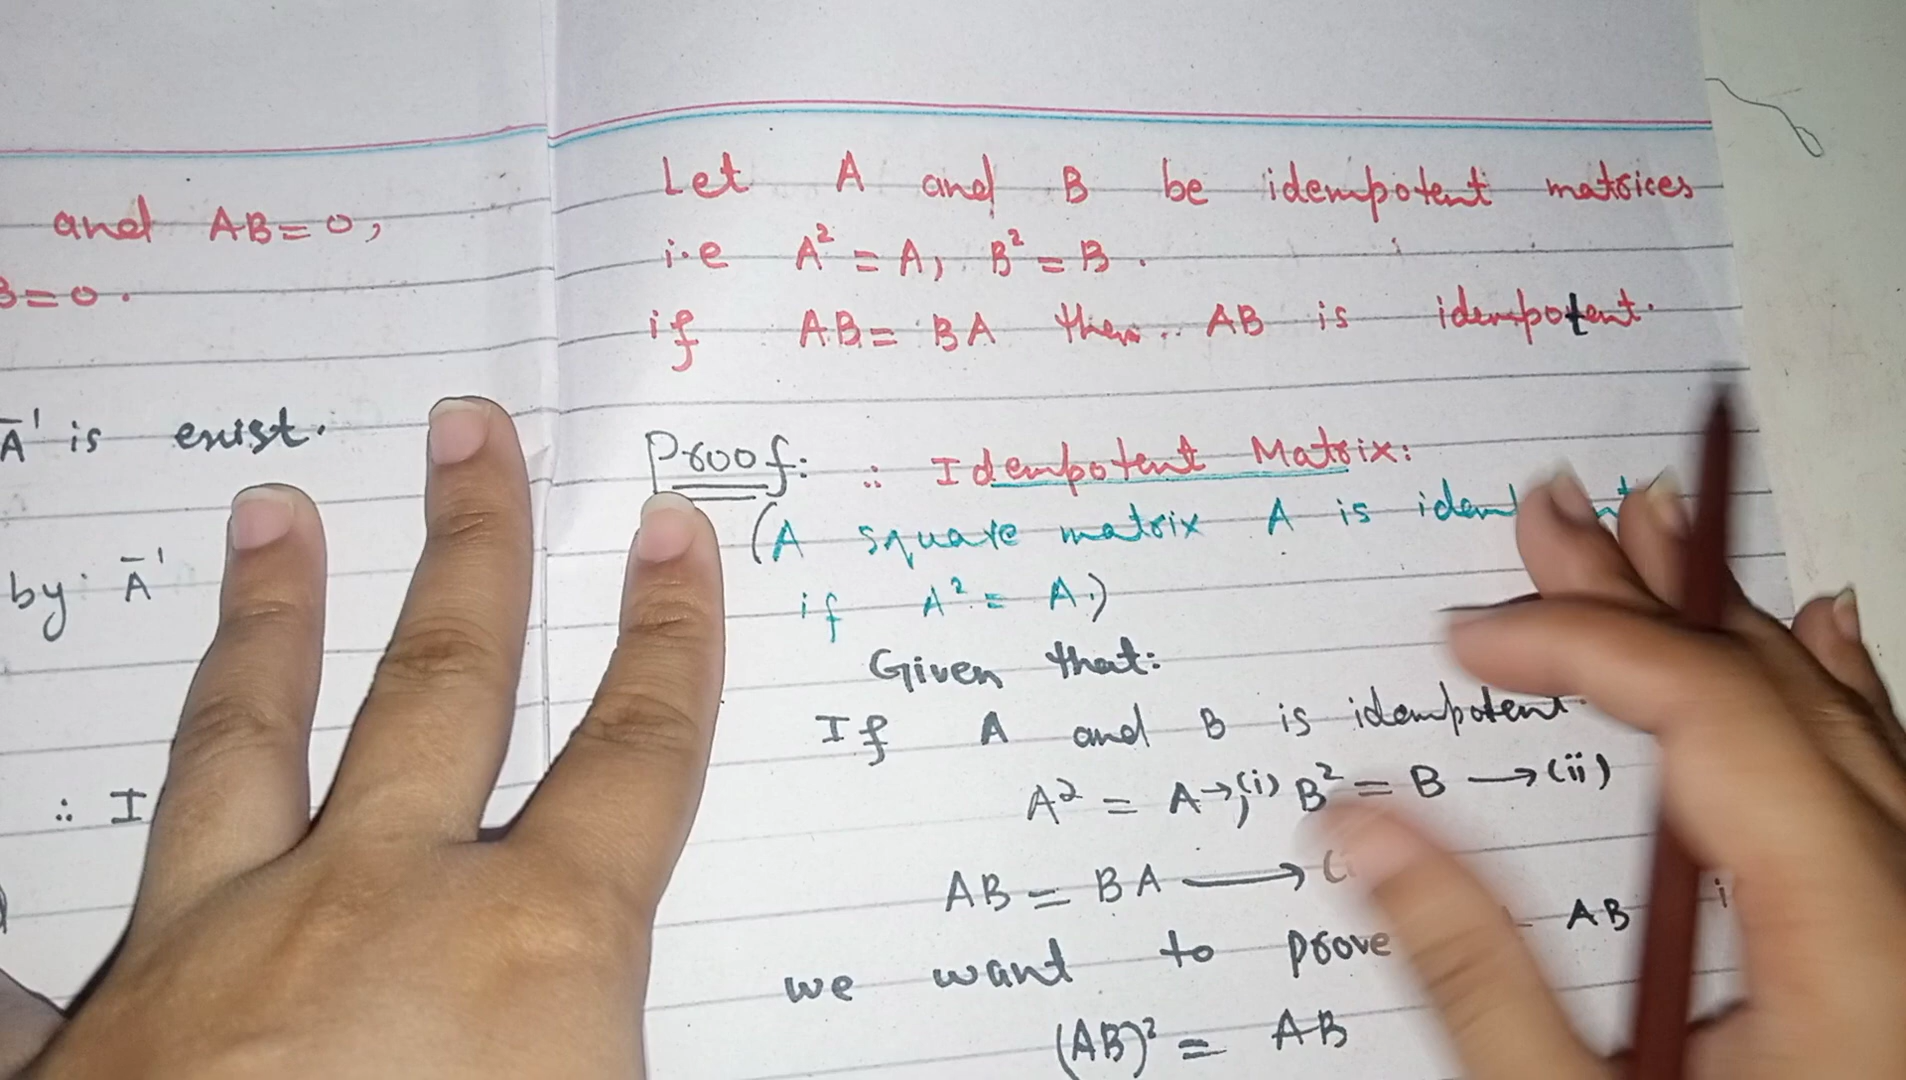 and AB=0,
B=0.
A⁻¹ is exist.
by: A⁻¹
∴ I
Let A and B be idempotent matrices
i.e A² = A, B² = B.
if AB = BA then AB is idempotent.
Proof: ∴ Idempotent Matrix:
(A square matrix A is
if A² = A.)
Given that:
If A and B is idempotent
A² = A → (i), B² = B → (ii)
AB = BA →
we want to prove AB
(AB)² = AB